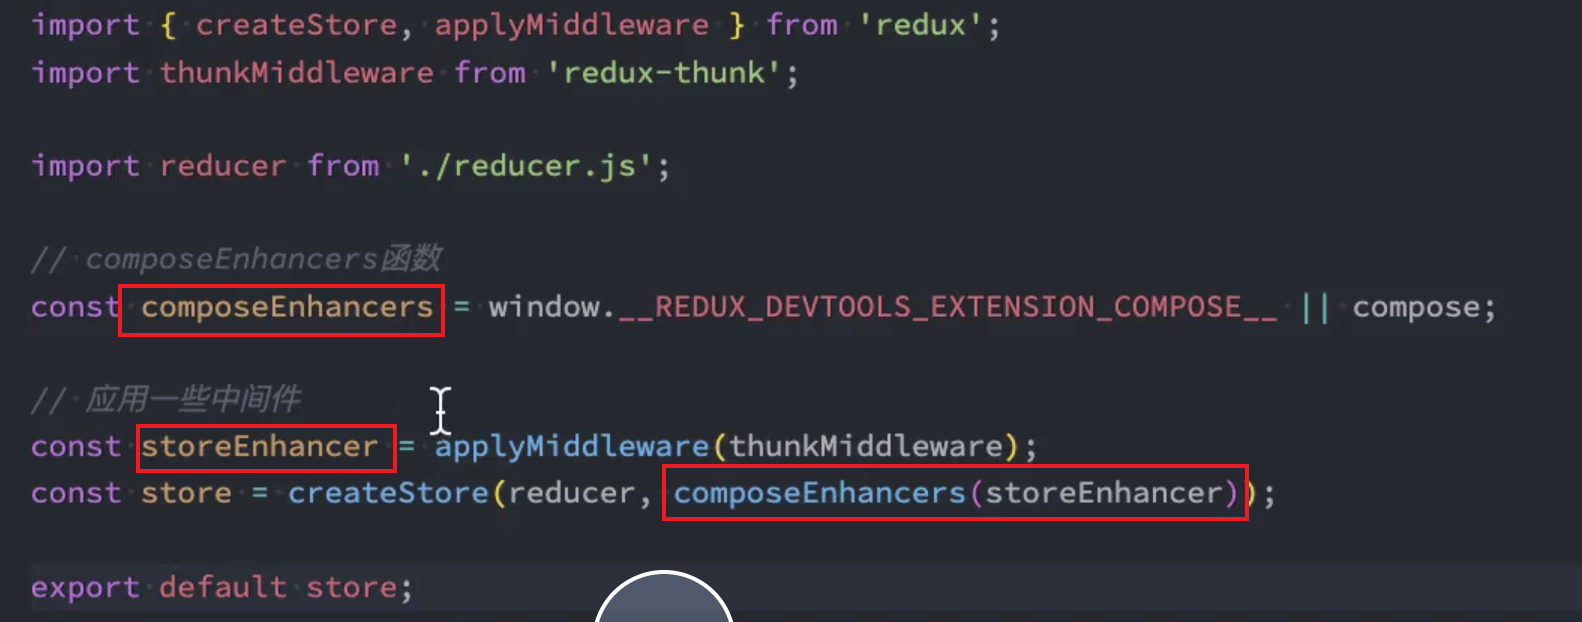 import { createStore, applyMiddleware } from 'redux';
import thunkMiddleware from 'redux-thunk';
import reducer from './reducer.js';
// composeEnhancers函数
const composeEnhancers = window.__REDUX_DEVTOOLS_EXTENSION_COMPOSE__ || compose;
// 应用一些中间件
const storeEnhancer = applyMiddleware(thunkMiddleware);
const store = createStore(reducer, composeEnhancers(storeEnhancer));
export default store;